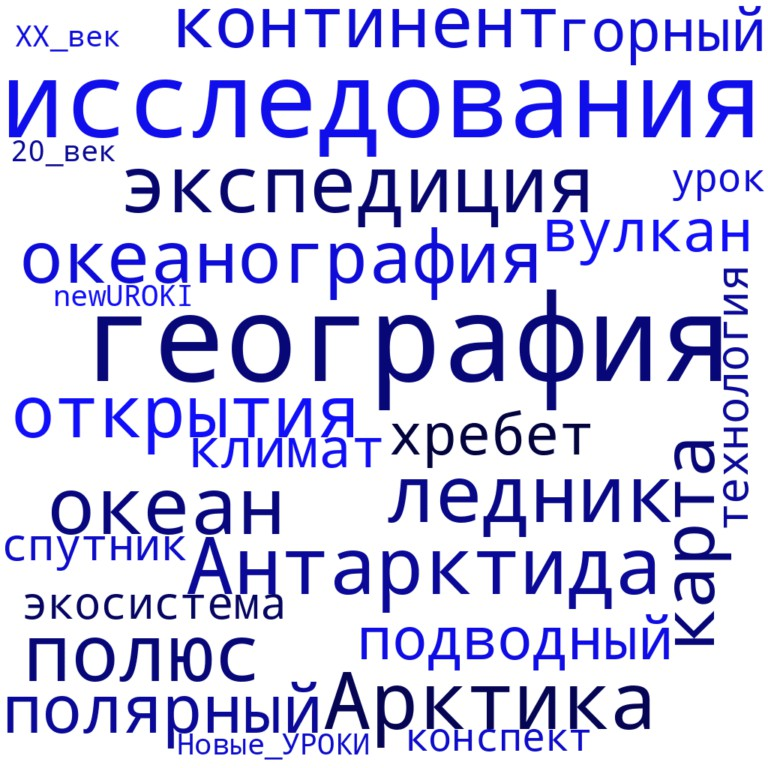 XX_век
континент
горный
исследования
20_век
экспедиция
урок
вулкан
океанография
newUROKI
география
технология
открытия
климат
хребет
карта
океан
ледник
спутник
Антарктида
экосистема
подводный
полюс
полярный
Арктика
Новые_УРОКИ
конспект